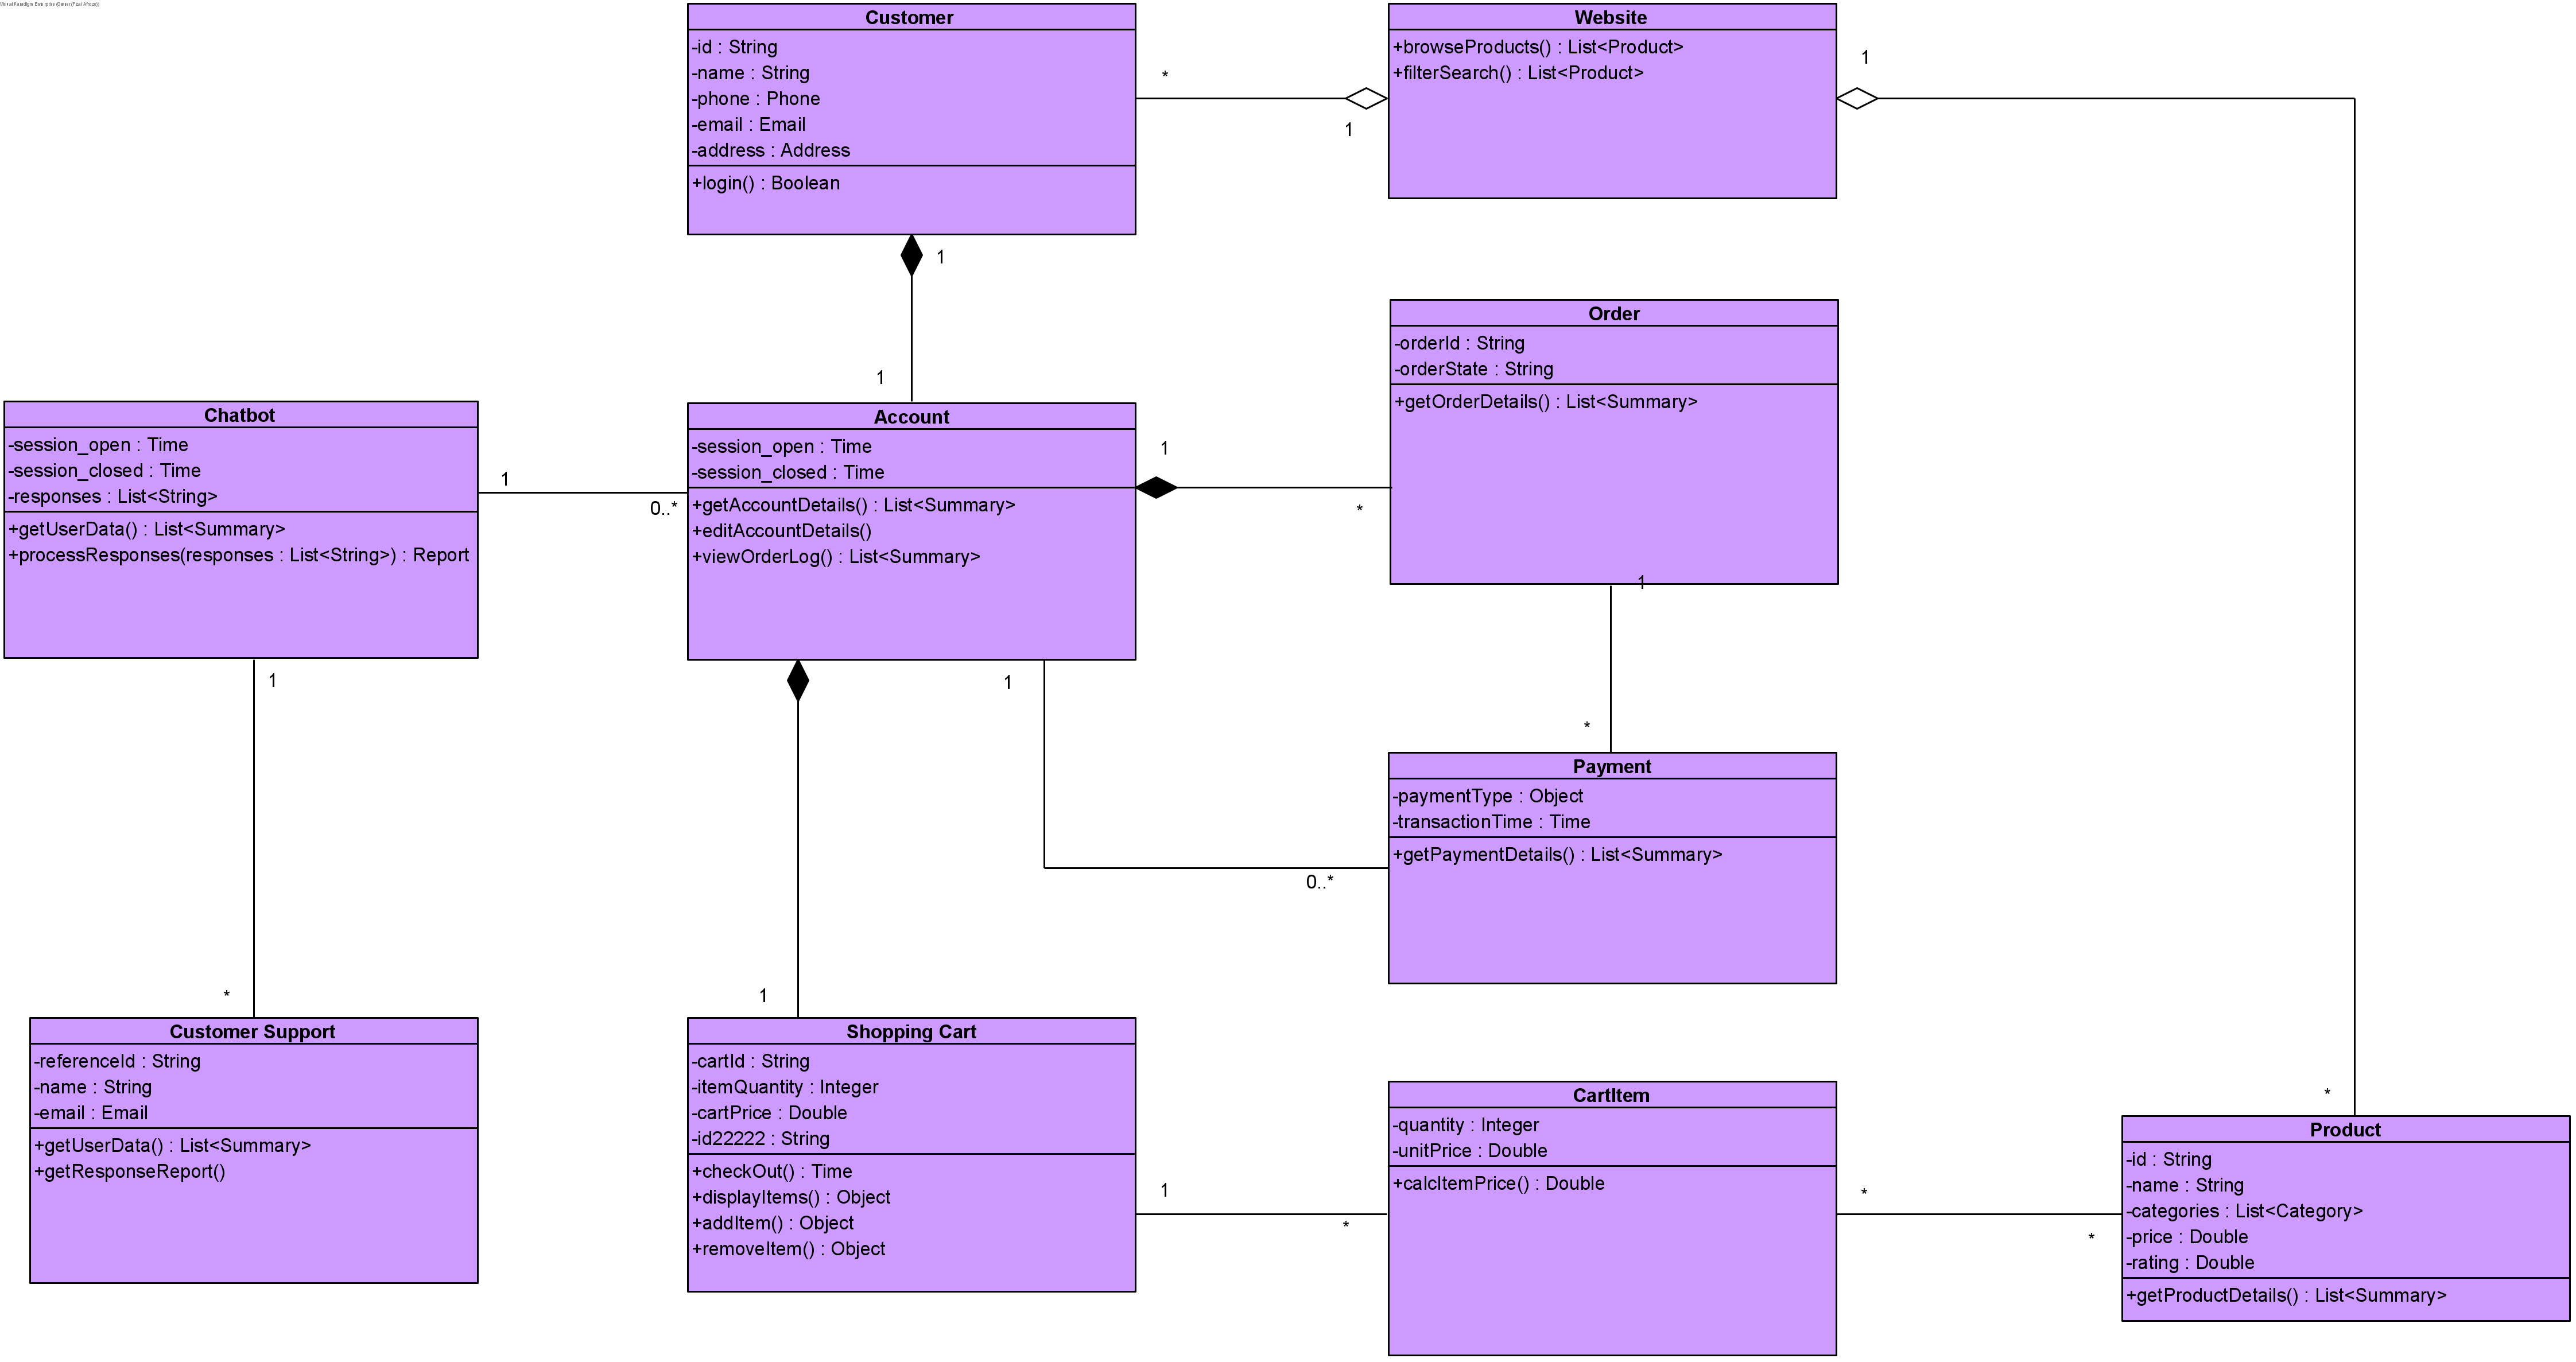 Customer
-id : String
-name : String
-phone : Phone
-email : Email
-address : Address
+login() : Boolean
*
1
Website
+browseProducts() : List<Product>
+filterSearch() : List<Product>
1
*
1
1
Order
-orderId : String
-orderState : String
+getOrderDetails() : List<Summary>
Chatbot
-session_open : Time
-session_closed : Time
-responses : List<String>
+getUserData() : List<Summary>
+processResponses(responses : List<String>) : Report
1
0..*
Account
-session_open : Time
-session_closed : Time
+getAccountDetails() : List<Summary>
+editAccountDetails()
+viewOrderLog() : List<Summary>
1
*
1
*
1
*
1
0..*
Payment
-paymentType : Object
-transactionTime : Time
+getPaymentDetails() : List<Summary>
1
Customer Support
-referenceId : String
-name : String
-email : Email
+getUserData() : List<Summary>
+getResponseReport()
Shopping Cart
-cartId : String
-itemQuantity : Integer
-cartPrice : Double
-id22222 : String
+checkOut() : Time
+displayItems() : Object
+addItem() : Object
+removeItem() : Object
1
*
CartItem
-quantity : Integer
-unitPrice : Double
+calcItemPrice() : Double
*
*
Product
-id : String
-name : String
-categories : List<Category>
-price : Double
-rating : Double
+getProductDetails() : List<Summary>